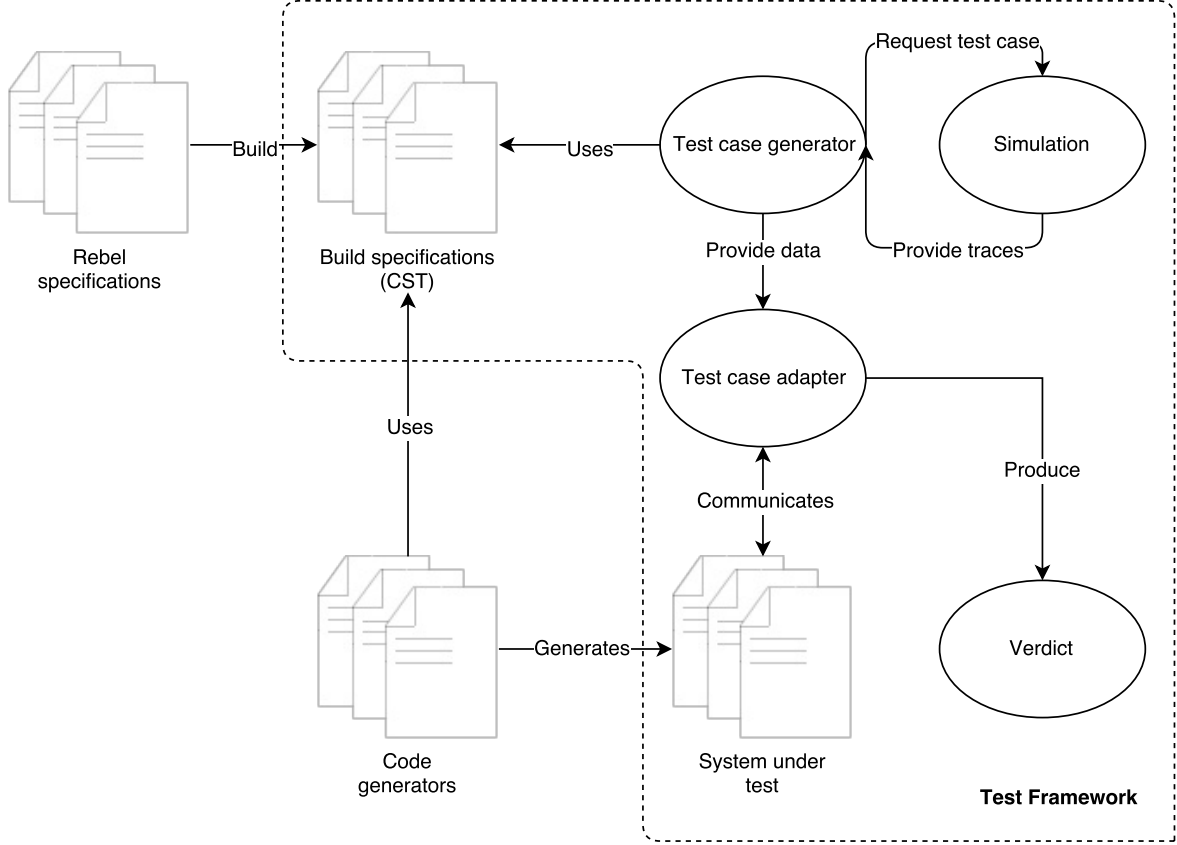 Request test case
Build
Uses
Test case generator
Simulation
Rebel
specifications
Build specifications
(CST)
Provide data
Provide traces
Test case adapter
Uses
Produce
Communicates
Generates
Verdict
Code
generators
System under
test
Test Framework